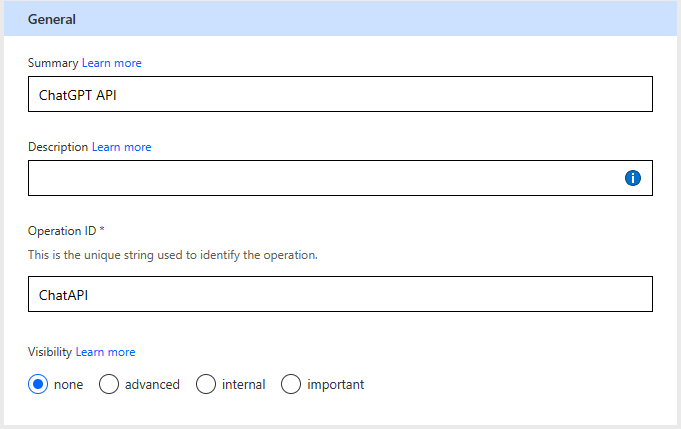 General
Summary Learn more
ChatGPT API
Description Learn more
Operation ID *
This is the unique string used to identify the operation.
ChatAPI
Visibility Learn more
none advanced internal important